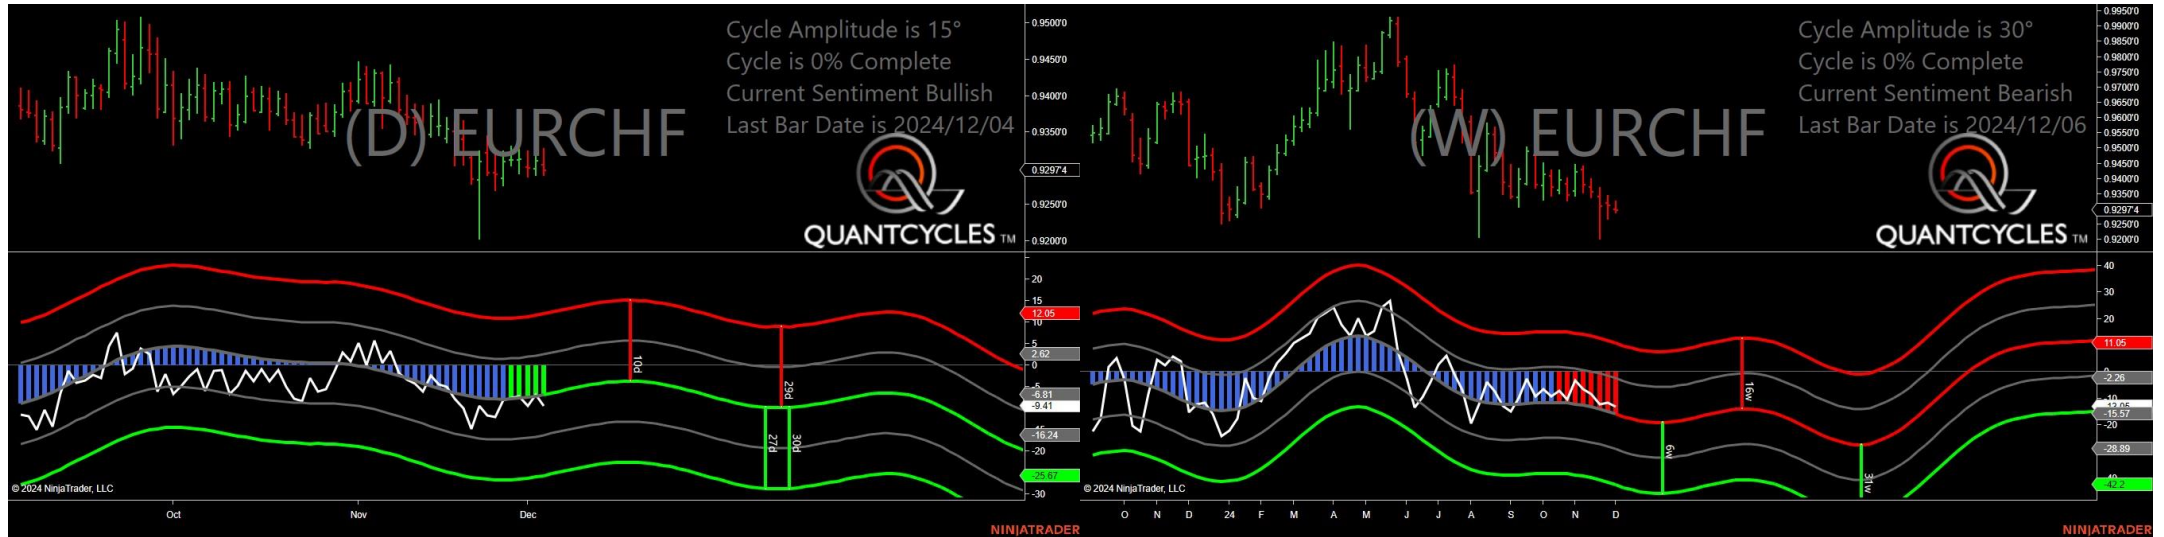 Cycle Amplitude is 15°
Cycle is 0% Complete
Current Sentiment Bullish
Last Bar Date is 2024/12/04
(D) EURCHF
QUANTCYCLES TM
0.9500'0
0.9450'0
0.9400'0
0.9350'0
0.9297'4
0.9250'0
0.9200'0
20
15
12.05
10
5
2.62
0
-5
-6.81
-9.41
-16.24
-20
-25.67
-30
10d
29d
27d
30d
© 2024 NinjaTrader, LLC
Oct
Nov
Dec
NINJATRADER
Cycle Amplitude is 30°
Cycle is 0% Complete
Current Sentiment Bearish
Last Bar Date is 2024/12/06
(W) EURCHF
QUANTCYCLES TM
0.9950'0
0.9900'0
0.9850'0
0.9800'0
0.9750'0
0.9700'0
0.9650'0
0.9600'0
0.9550'0
0.9500'0
0.9450'0
0.9400'0
0.9350'0
0.9297'4
0.9250'0
0.9200'0
40
30
20
11.05
-2.26
-15.57
-20
-28.89
-42.2
16w
6w
31w
© 2024 NinjaTrader, LLC
O N D 24 F M A M J J A S O N D
NINJATRADER